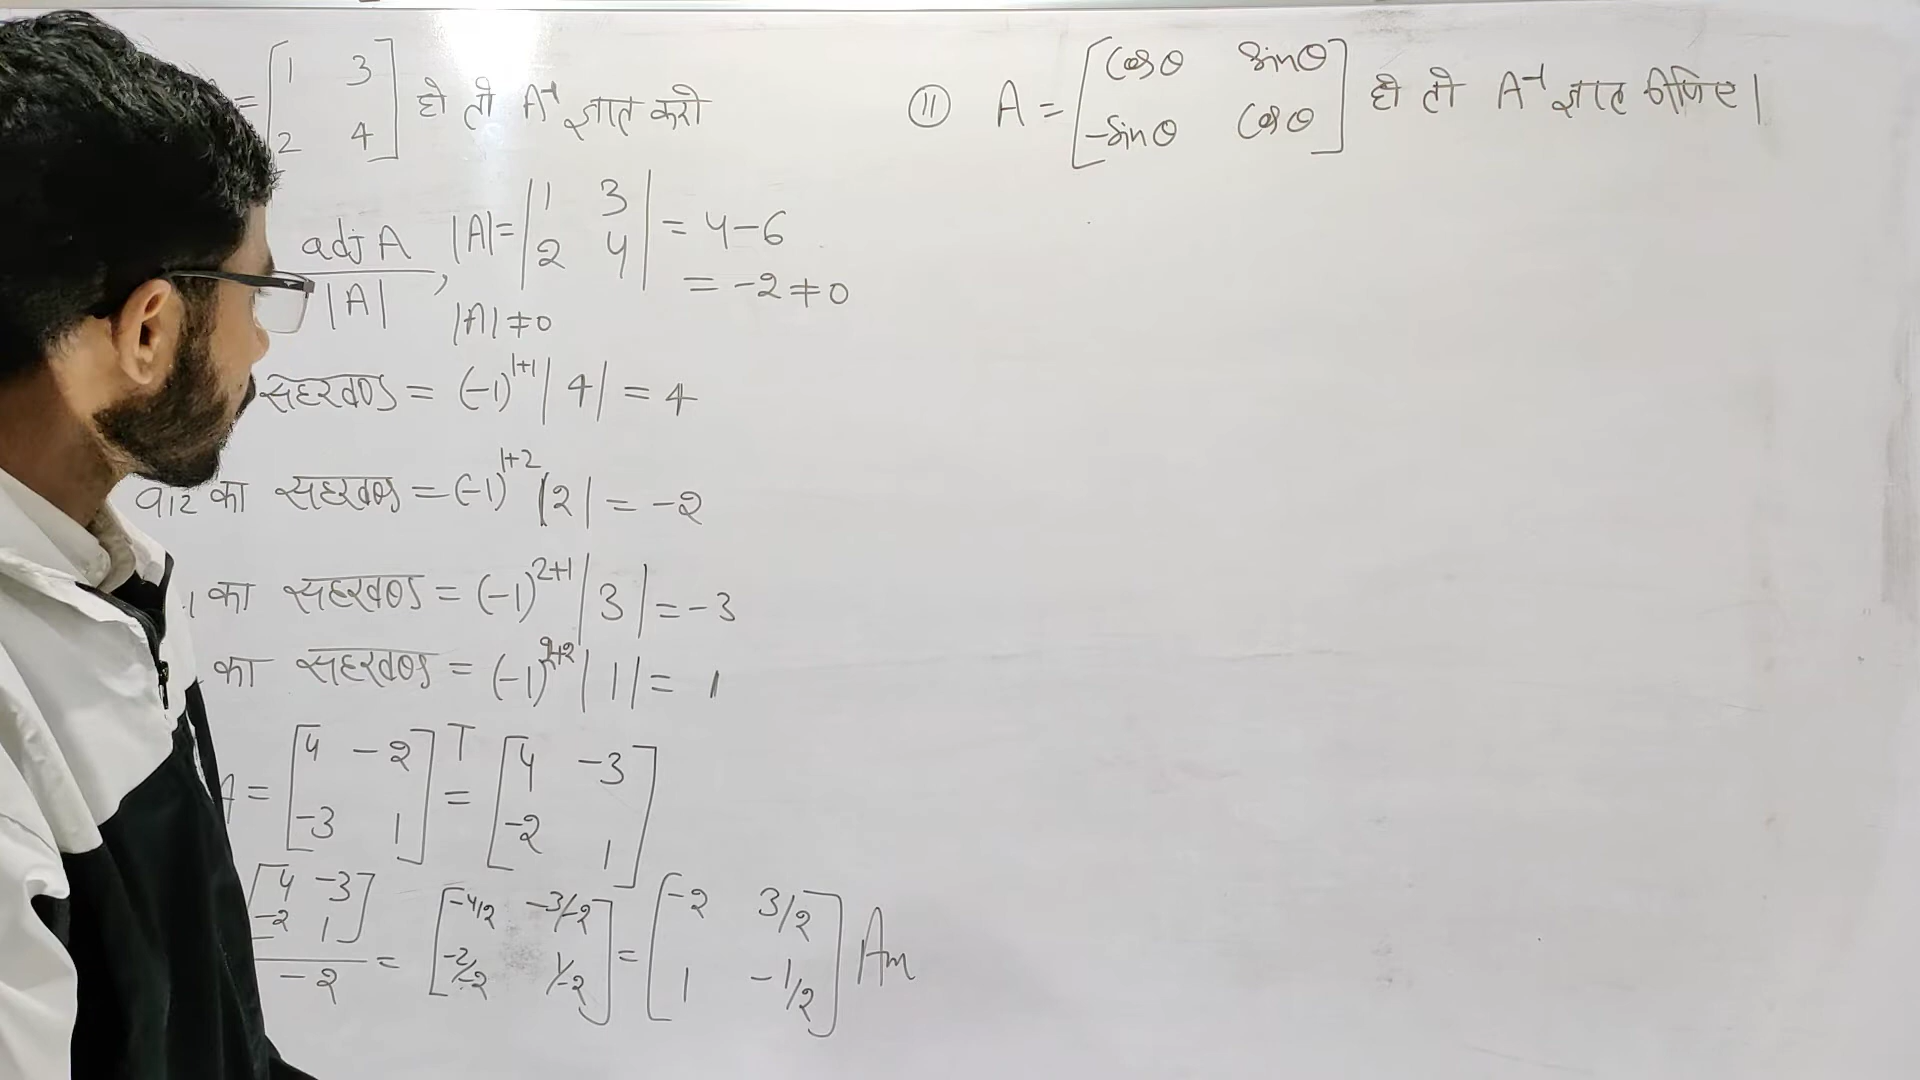 = [1 3 2 4] हो तो A⁻¹ ज्ञात करो
adj A / |A| , |A| = |1 3 2 4| = 4-6
= -2 ≠ 0
|A| ≠ 0
सहखण्ड = (-1)¹⁺¹ |4| = 4
a12 का सहखण्ड = (-1)¹⁺² |2| = -2
1 का सहखण्ड = (-1)²⁺¹ |3| = -3
का सहखण्ड = (-1)²⁺² |1| = 1
A = [4 -2 -3 1]ᵀ = [4 -3 -2 1]
[4 -3 -2 1] / -2 = [-4/2 -3/-2 -2/-2 1/-2] = [-2 3/2 1 -1/2] Ans
(11) A = [cosθ sinθ -sinθ cosθ] हो तो A⁻¹ ज्ञात कीजिए।